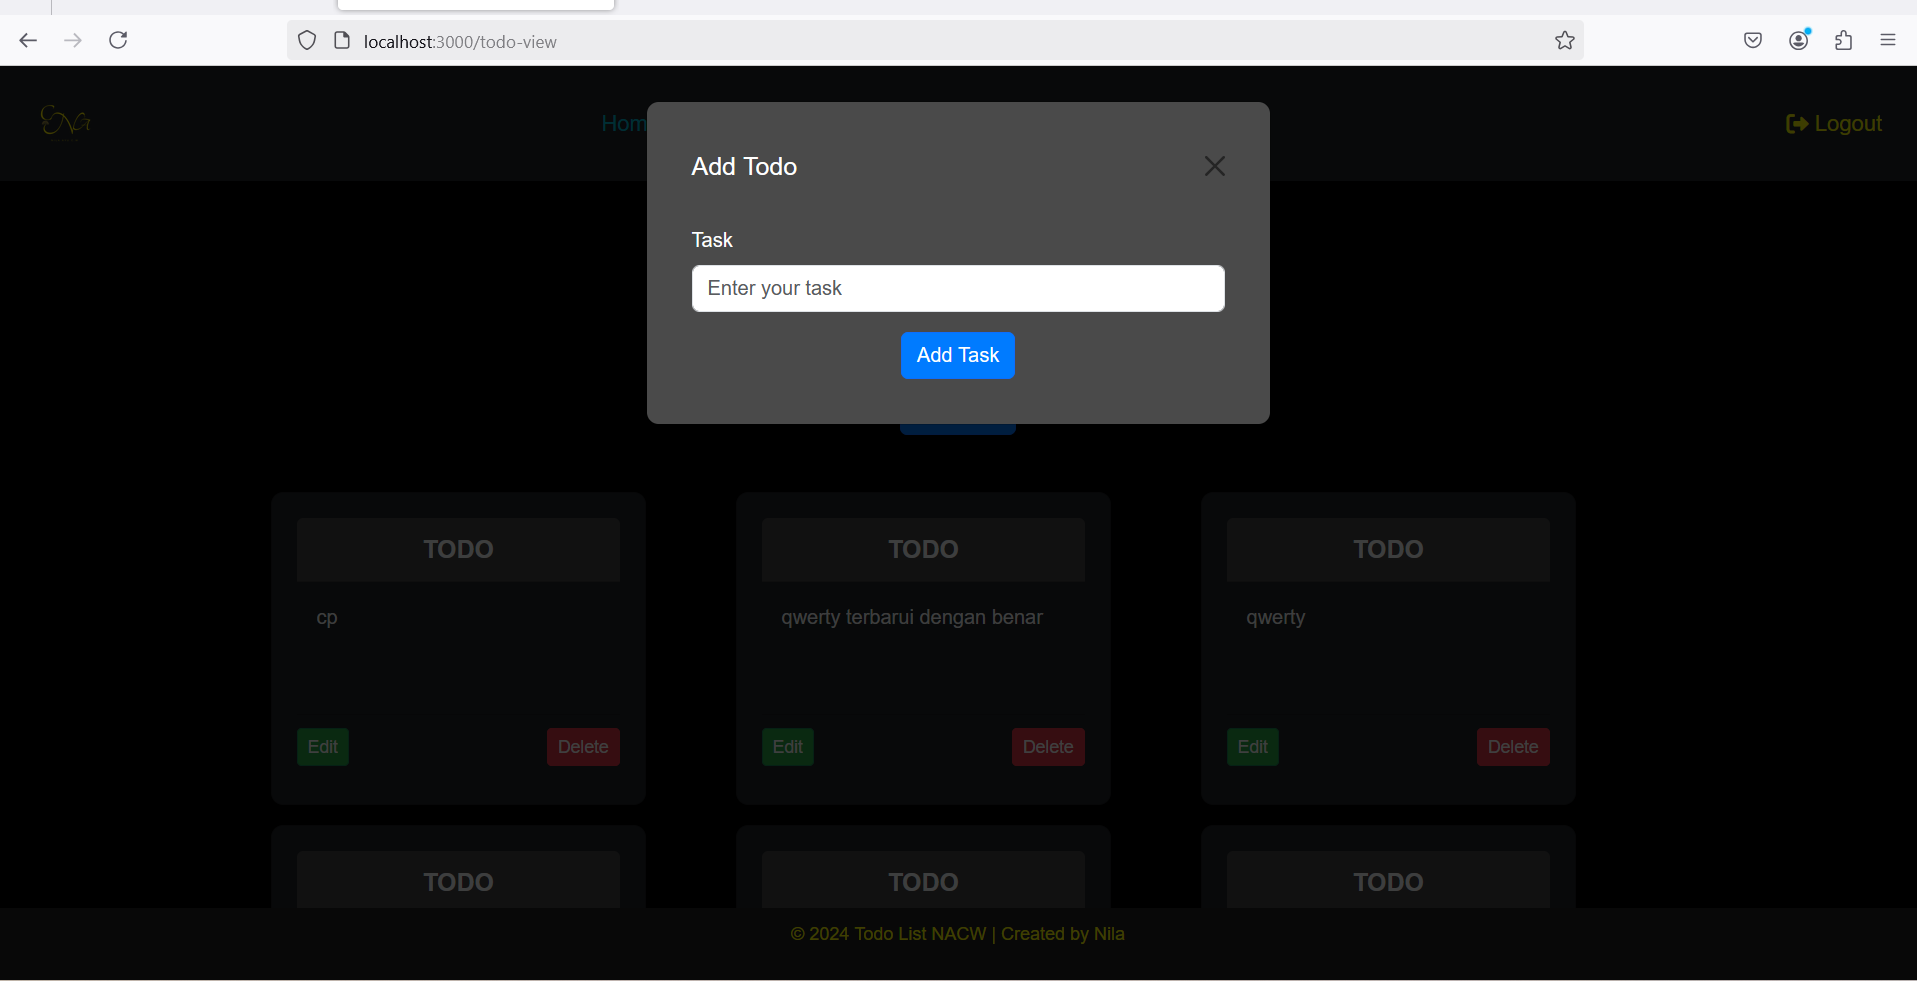 localhost:3000/todo-view
Hom
Logout
Add Todo
Task
Enter your task
Add Task
TODO
TODO
TODO
cp
qwerty terbarui dengan benar
qwerty
Edit
Delete
Edit
Delete
Edit
Delete
TODO
TODO
TODO
© 2024 Todo List NACW | Created by Nila